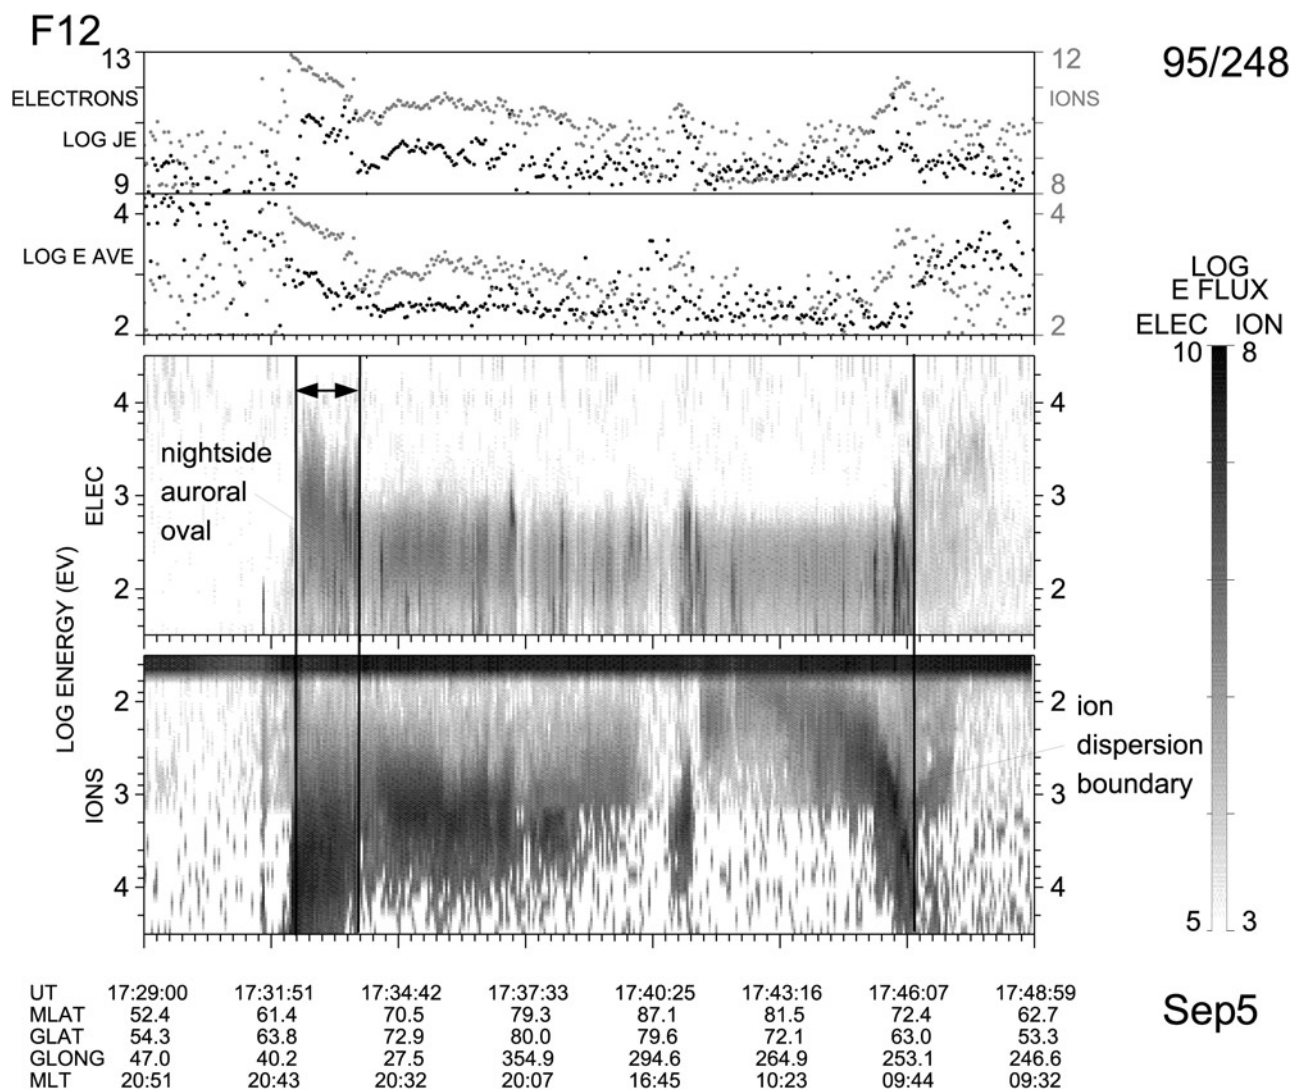 F12
95/248
13 12
ELECTRONS IONS
LOG JE
9 8
4 4
LOG E AVE
2 2
LOG
E FLUX
ELEC ION
10 8
4 4
nightside
auroral
oval
3 3
ELEC
2 2
LOG ENERGY (EV)
2 2
ion
dispersion
boundary
3 3
IONS
4 4
5 3
UT 17:29:00 17:31:51 17:34:42 17:37:33 17:40:25 17:43:16 17:46:07 17:48:59
MLAT 52.4 61.4 70.5 79.3 87.1 81.5 72.4 62.7
GLAT 54.3 63.8 72.9 80.0 79.6 72.1 63.0 53.3
GLONG 47.0 40.2 27.5 354.9 294.6 264.9 253.1 246.6
MLT 20:51 20:43 20:32 20:07 16:45 10:23 09:44 09:32
Sep5